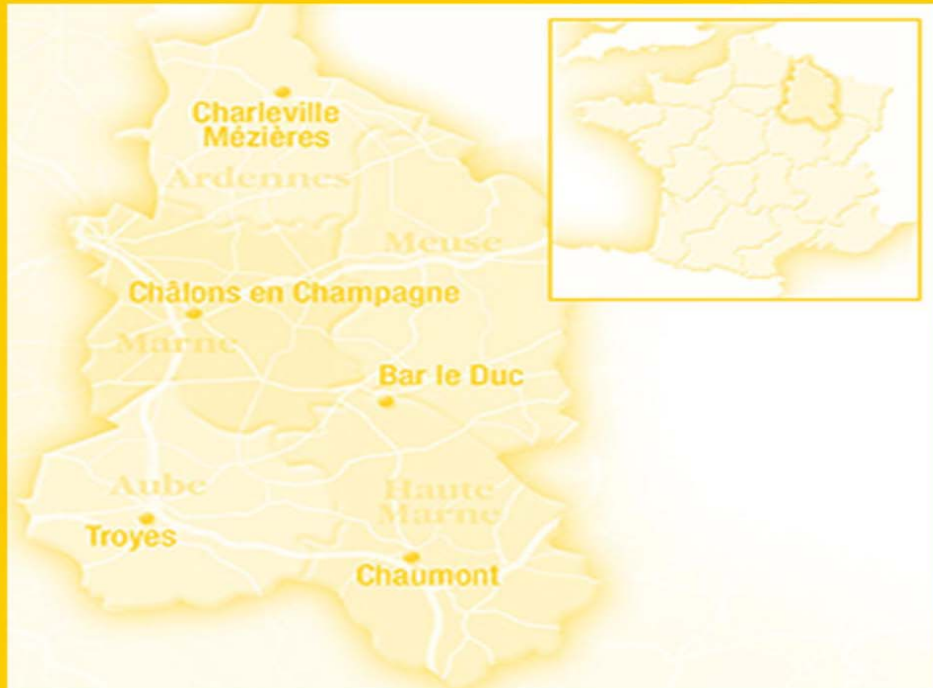 Charleville
Mézières
Ardennes
Meuse
Châlons en Champagne
Marne
Bar le Duc
Aube
Haute
Marne
Troyes
Chaumont